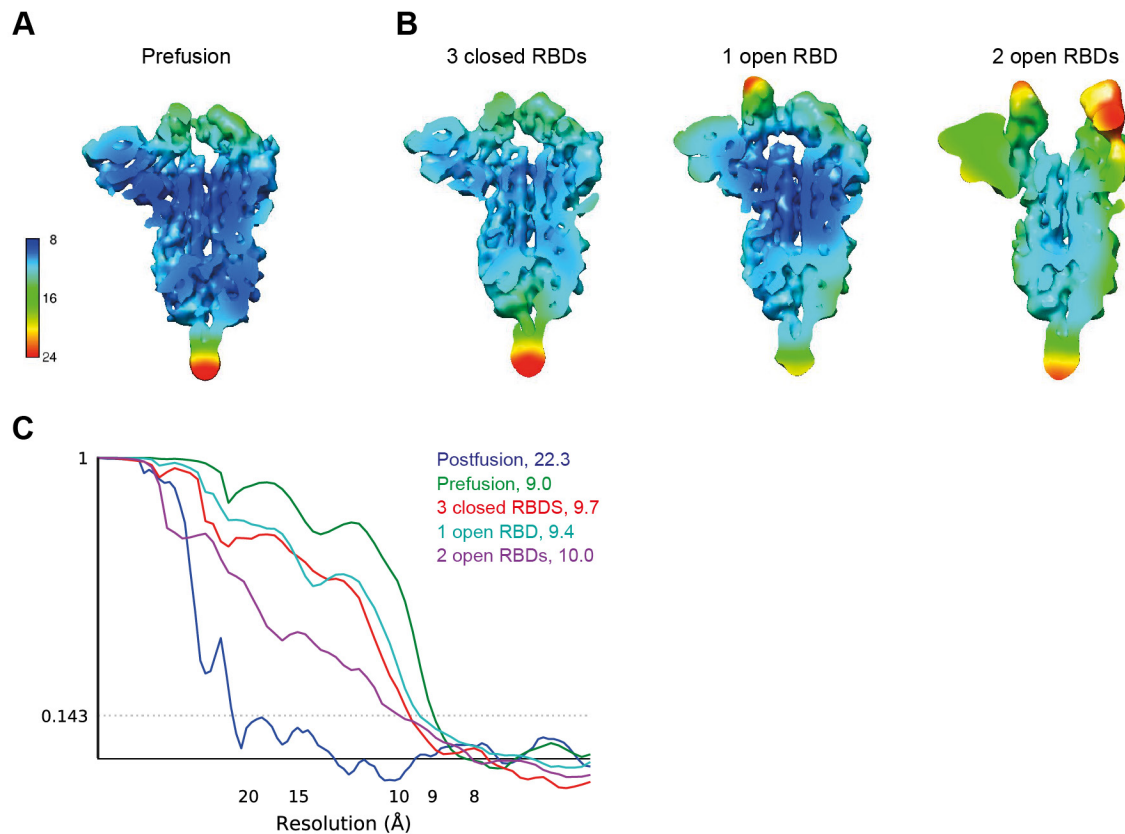 A
B
Prefusion
3 closed RBDs
1 open RBD
2 open RBDs
8
16
24
C
1
0.143
Postfusion, 22.3
Prefusion, 9.0
3 closed RBDS, 9.7
1 open RBD, 9.4
2 open RBDs, 10.0
20 15 10 9 8
Resolution (Å)